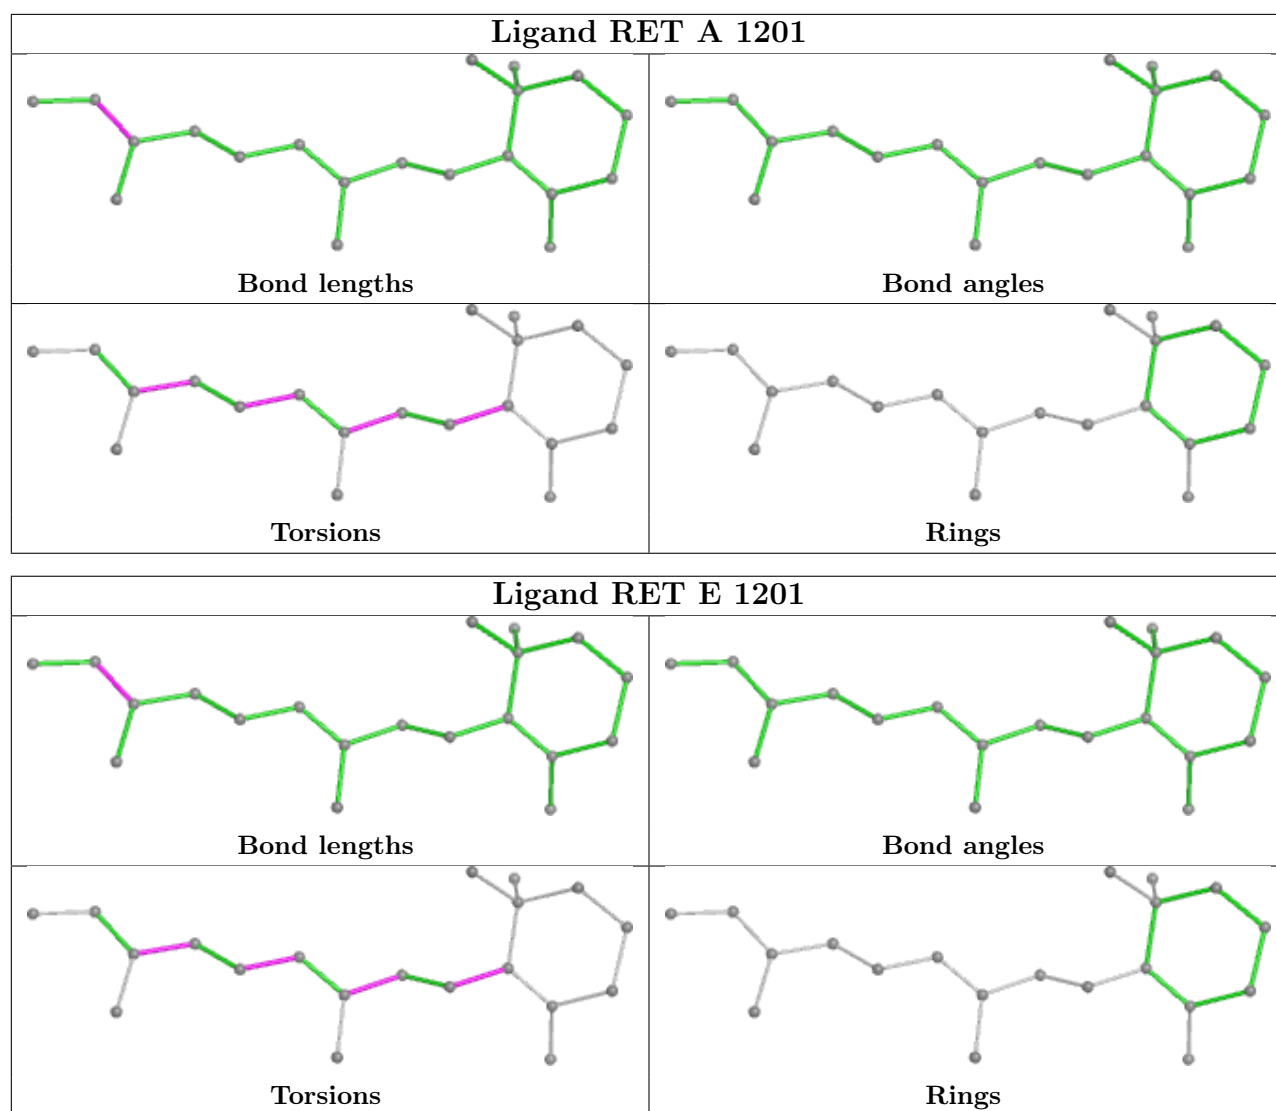 Ligand RET A 1201
Bond lengths
Bond angles
Torsions
Rings
Ligand RET E 1201
Bond lengths
Bond angles
Torsions
Rings